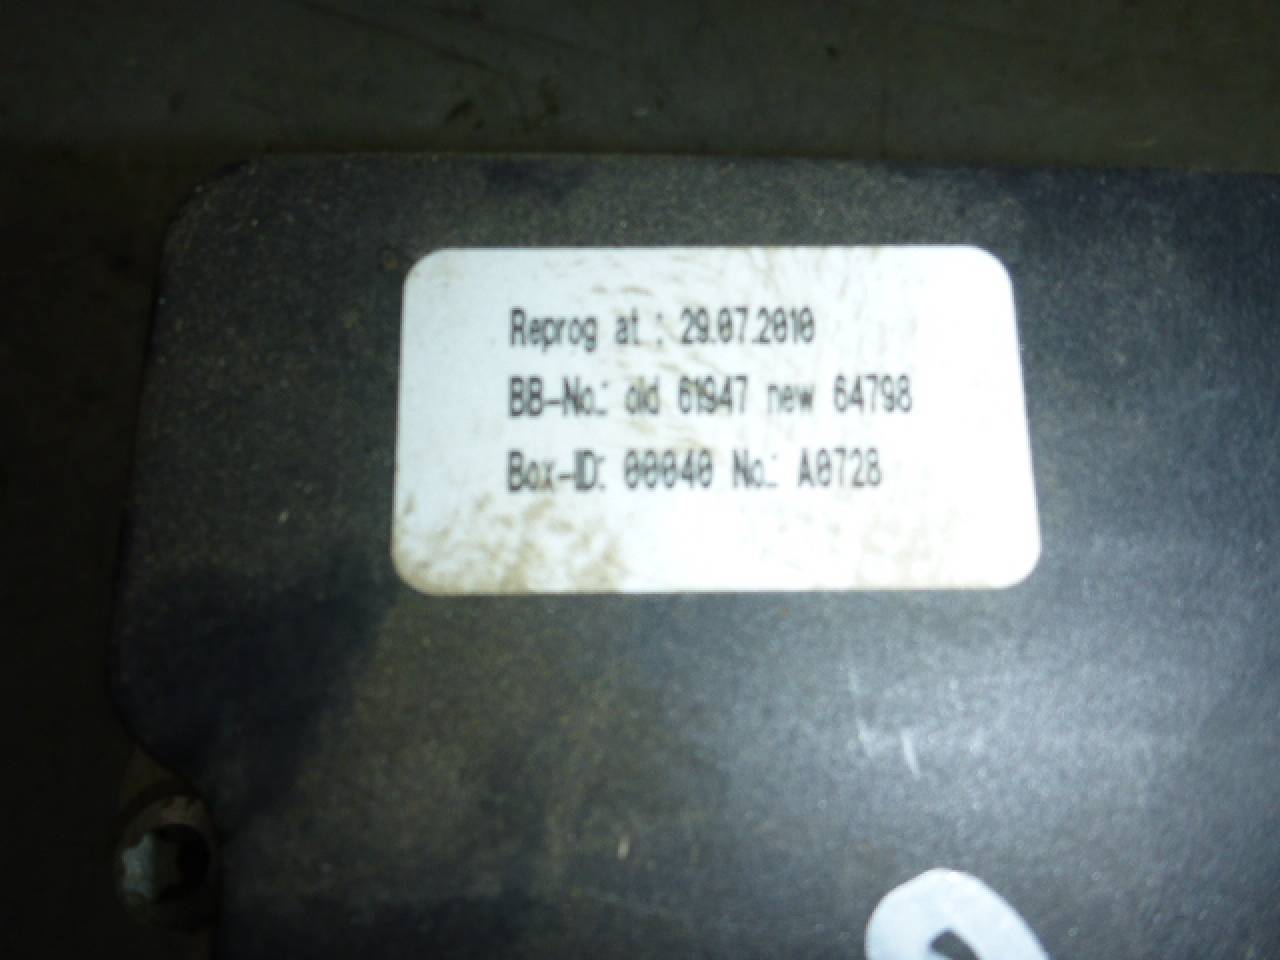 Reprog at : 29.07.2010
BB-No.: old 61947 new 64798
Box-ID: 00040 No.: A0728